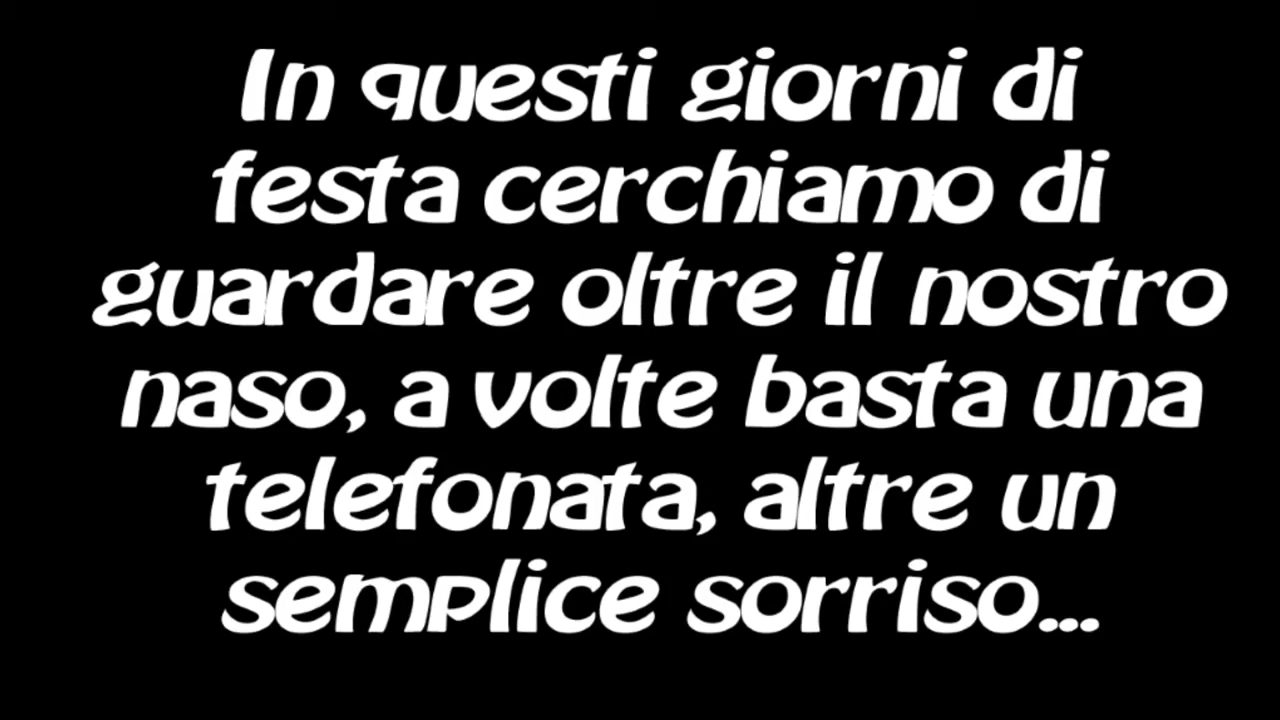 In questi giorni di
festa cerchiamo di
guardare oltre il nostro
naso, a volte basta una
telefonata, altre un
semplice sorriso...